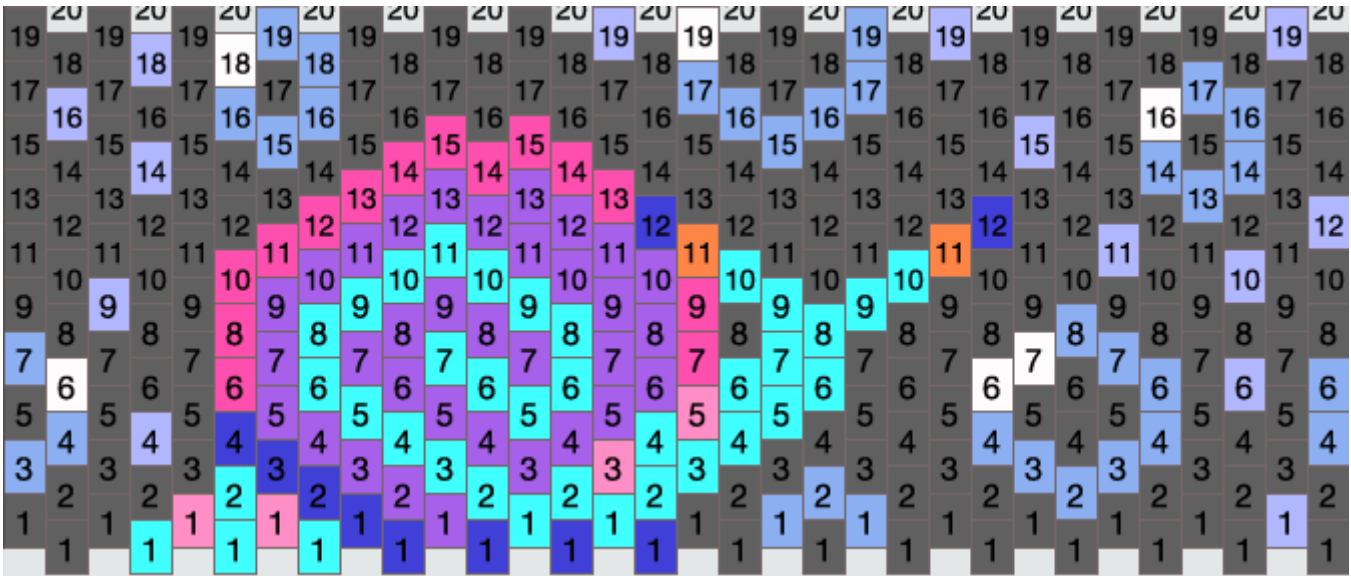 20 20 20 20 20 20 20 20 20 20 20 20 20 20 20 20
19 19 19 19 19 19 19 19 19 19 19 19 19 19 19 19
18 18 18 18 18 18 18 18 18 18 18 18 18 18 18 18
17 17 17 17 17 17 17 17 17 17 17 17 17 17 17 17
16 16 16 16 16 16 16 16 16 16 16 16 16 16 16 16
15 15 15 15 15 15 15 15 15 15 15 15 15 15 15 15
14 14 14 14 14 14 14 14 14 14 14 14 14 14 14 14
13 13 13 13 13 13 13 13 13 13 13 13 13 13 13 13
12 12 12 12 12 12 12 12 12 12 12 12 12 12 12 12
11 11 11 11 11 11 11 11 11 11 11 11 11 11 11 11
10 10 10 10 10 10 10 10 10 10 10 10 10 10 10 10
9 9 9 9 9 9 9 9 9 9 9 9 9 9 9 9
8 8 8 8 8 8 8 8 8 8 8 8 8 8 8 8
7 7 7 7 7 7 7 7 7 7 7 7 7 7 7 7
6 6 6 6 6 6 6 6 6 6 6 6 6 6 6 6
5 5 5 5 5 5 5 5 5 5 5 5 5 5 5 5
4 4 4 4 4 4 4 4 4 4 4 4 4 4 4 4
3 3 3 3 3 3 3 3 3 3 3 3 3 3 3 3
2 2 2 2 2 2 2 2 2 2 2 2 2 2 2 2
1 1 1 1 1 1 1 1 1 1 1 1 1 1 1 1
1 1 1 1 1 1 1 1 1 1 1 1 1 1 1 1